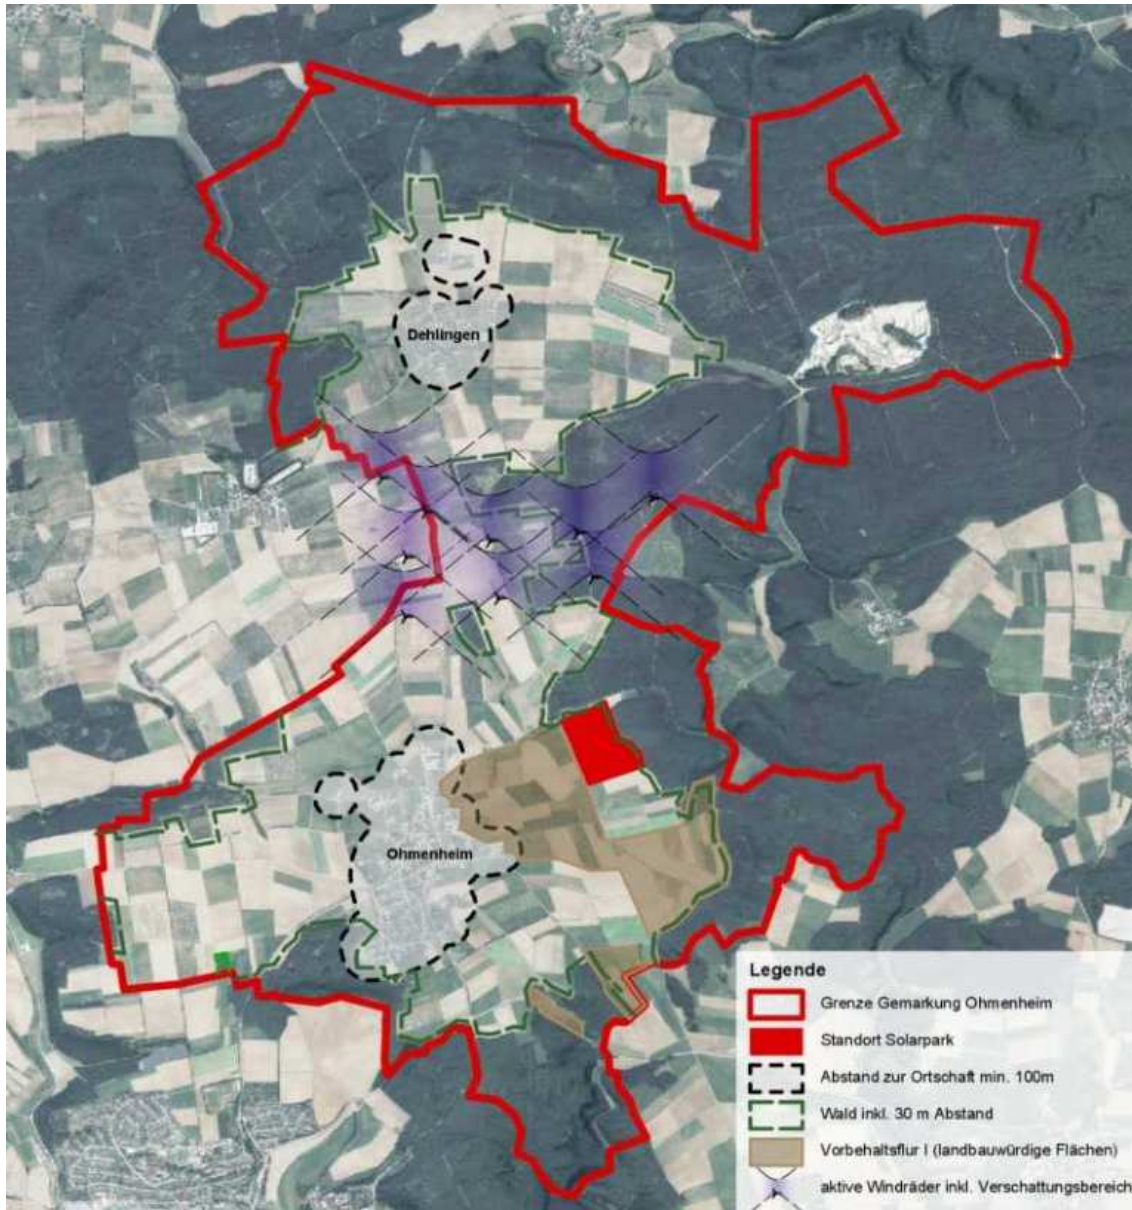 Dehlingen
Ohmenheim
Legende
Grenze Gemarkung Ohmenheim
Standort Solarpark
Abstand zur Ortschaft min. 100m
Wald inkl. 30 m Abstand
Vorbehaltsflur I (landbauwürdige Flächen)
aktive Windräder inkl. Verschattungsbereich